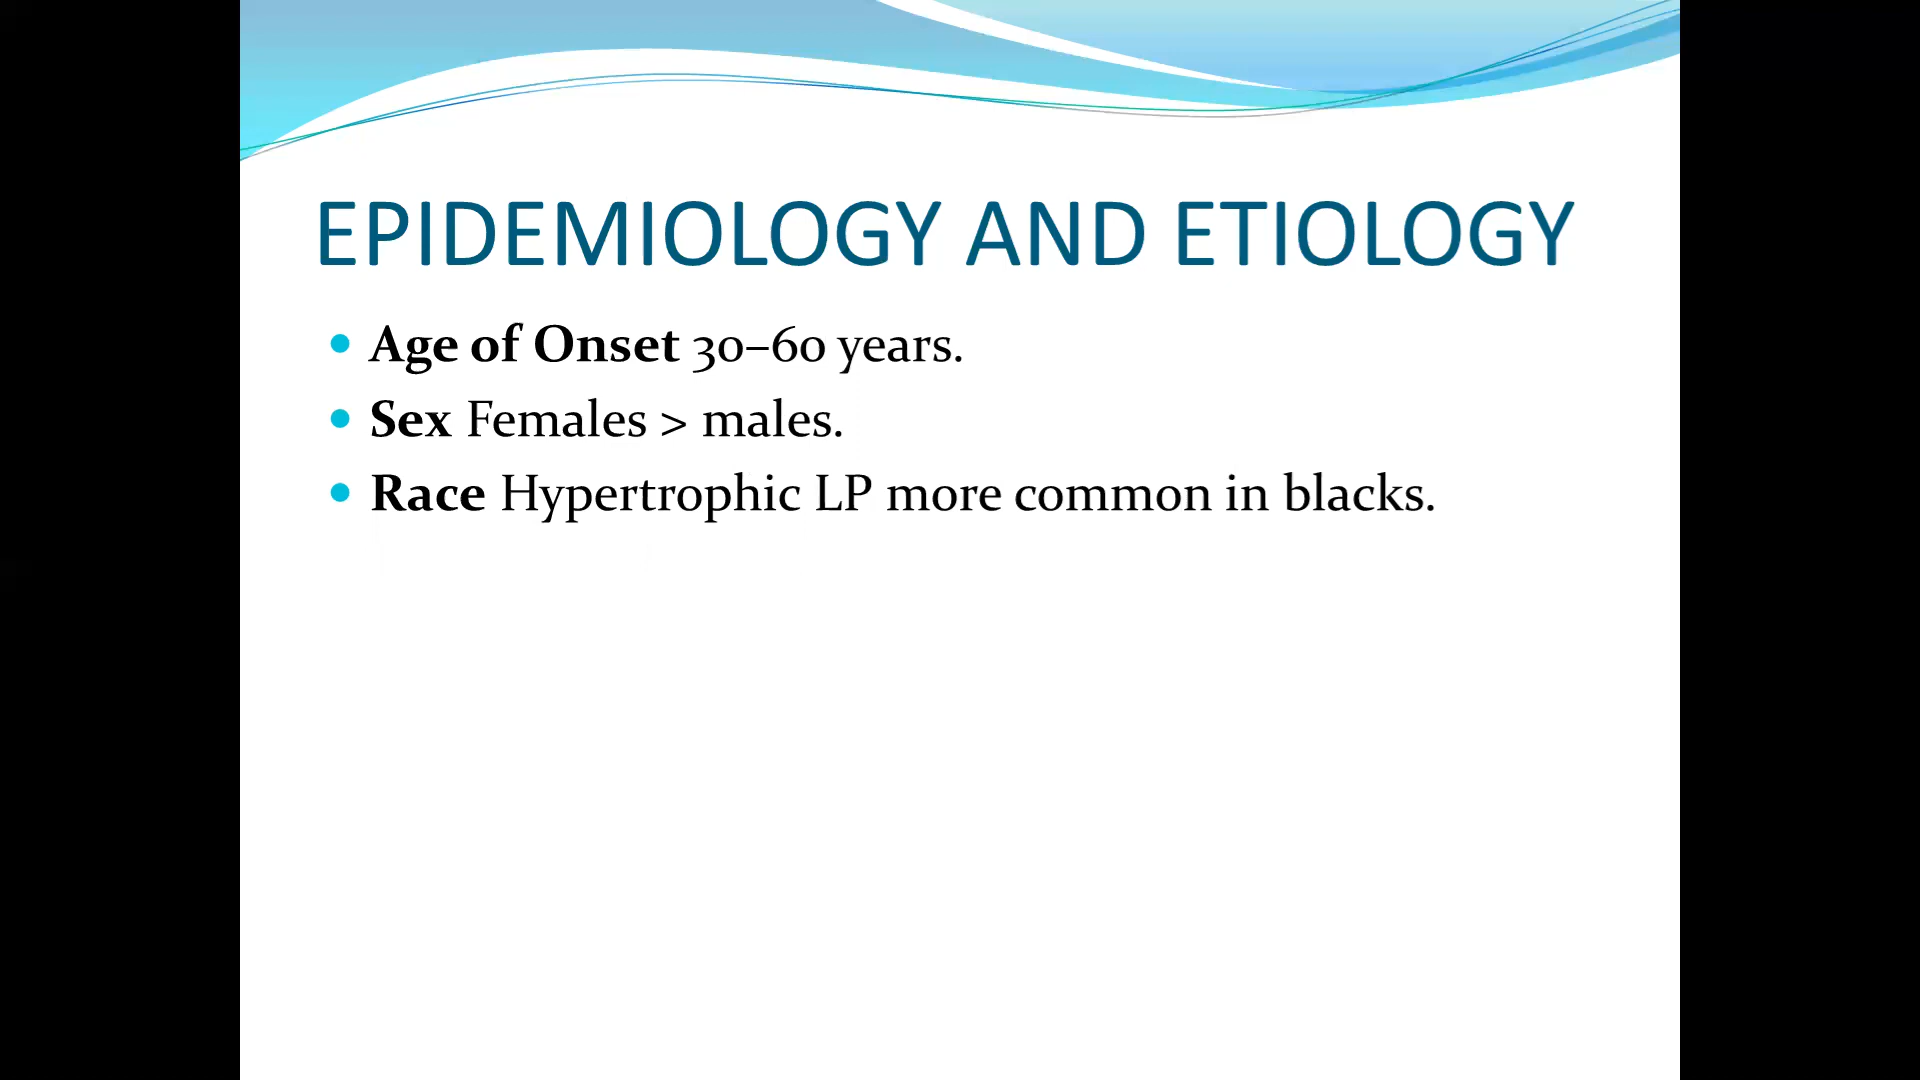 EPIDEMIOLOGY AND ETIOLOGY
• Age of Onset 30–60 years.
• Sex Females > males.
• Race Hypertrophic LP more common in blacks.